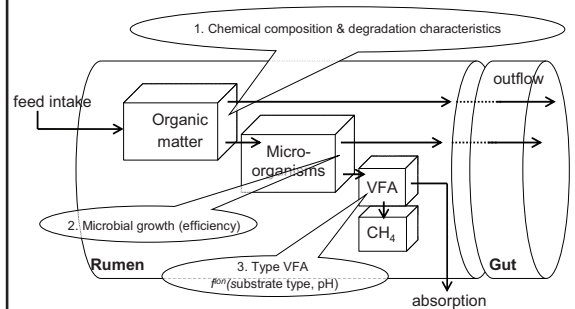 1. Chemical composition & degradation characteristics
outflow
feed intake
Organic
matter
Micro-
organisms
VFA
2. Microbial growth (efficiency)
CH₄
Rumen
3. Type VFA
Gut
fᶦᵒⁿ(substrate type, pH)
absorption